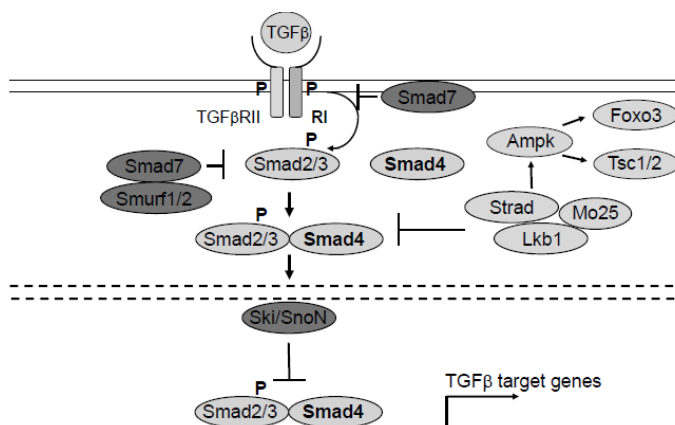 TGFβ
P P
TGFβRII RI
Smad7
P
Foxo3
Ampk
Tsc1/2
Smad7
Smurf1/2
Smad2/3
Smad4
Strad
Mo25
Lkb1
P
Smad2/3 Smad4
Ski/SnoN
P
Smad2/3 Smad4
TGFβ target genes